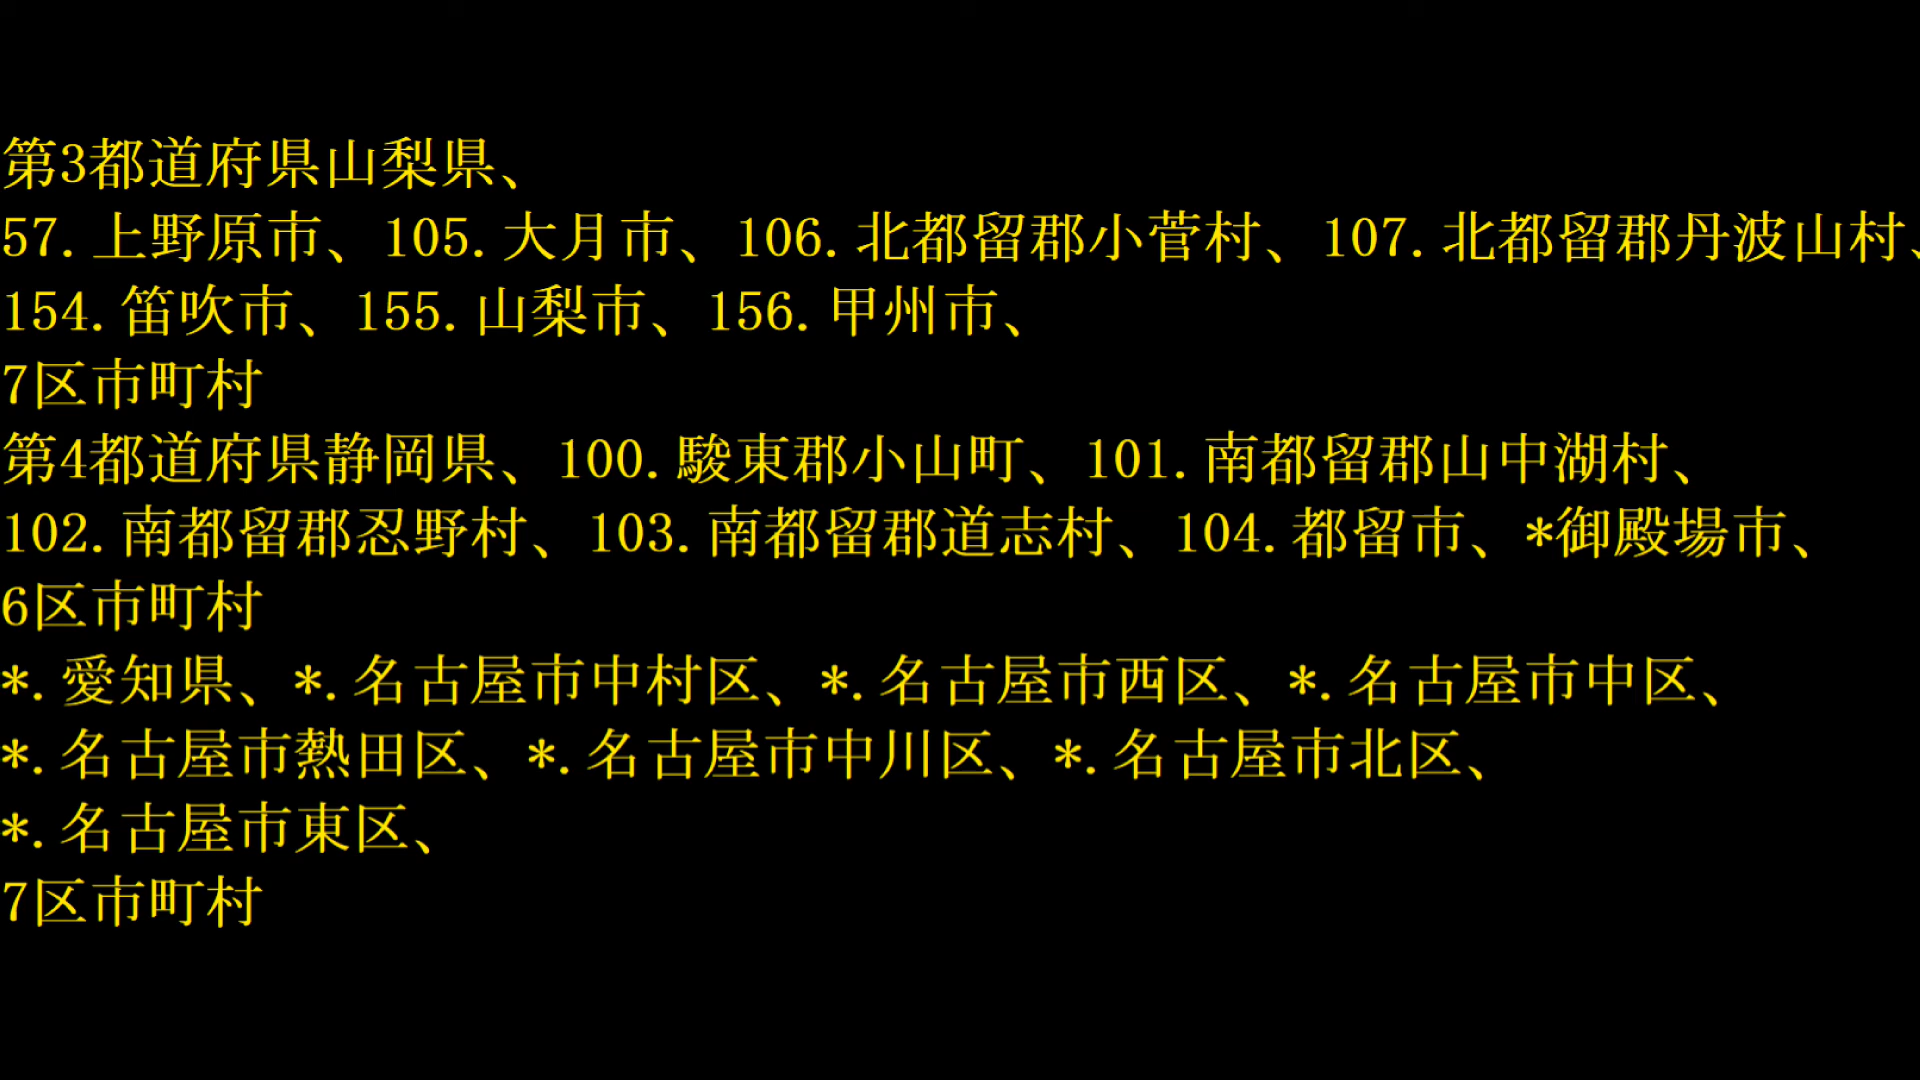 第3都道府県山梨県、
57.上野原市、105.大月市、106.北都留郡小菅村、107.北都留郡丹波山村、
154.笛吹市、155.山梨市、156.甲州市、
7区市町村
第4都道府県静岡県、100.駿東郡小山町、101.南都留郡山中湖村、
102.南都留郡忍野村、103.南都留郡道志村、104.都留市、*御殿場市、
6区市町村
*.愛知県、*.名古屋市中村区、*.名古屋市西区、*.名古屋市中区、
*.名古屋市熱田区、*.名古屋市中川区、*.名古屋市北区、
*.名古屋市東区、
7区市町村